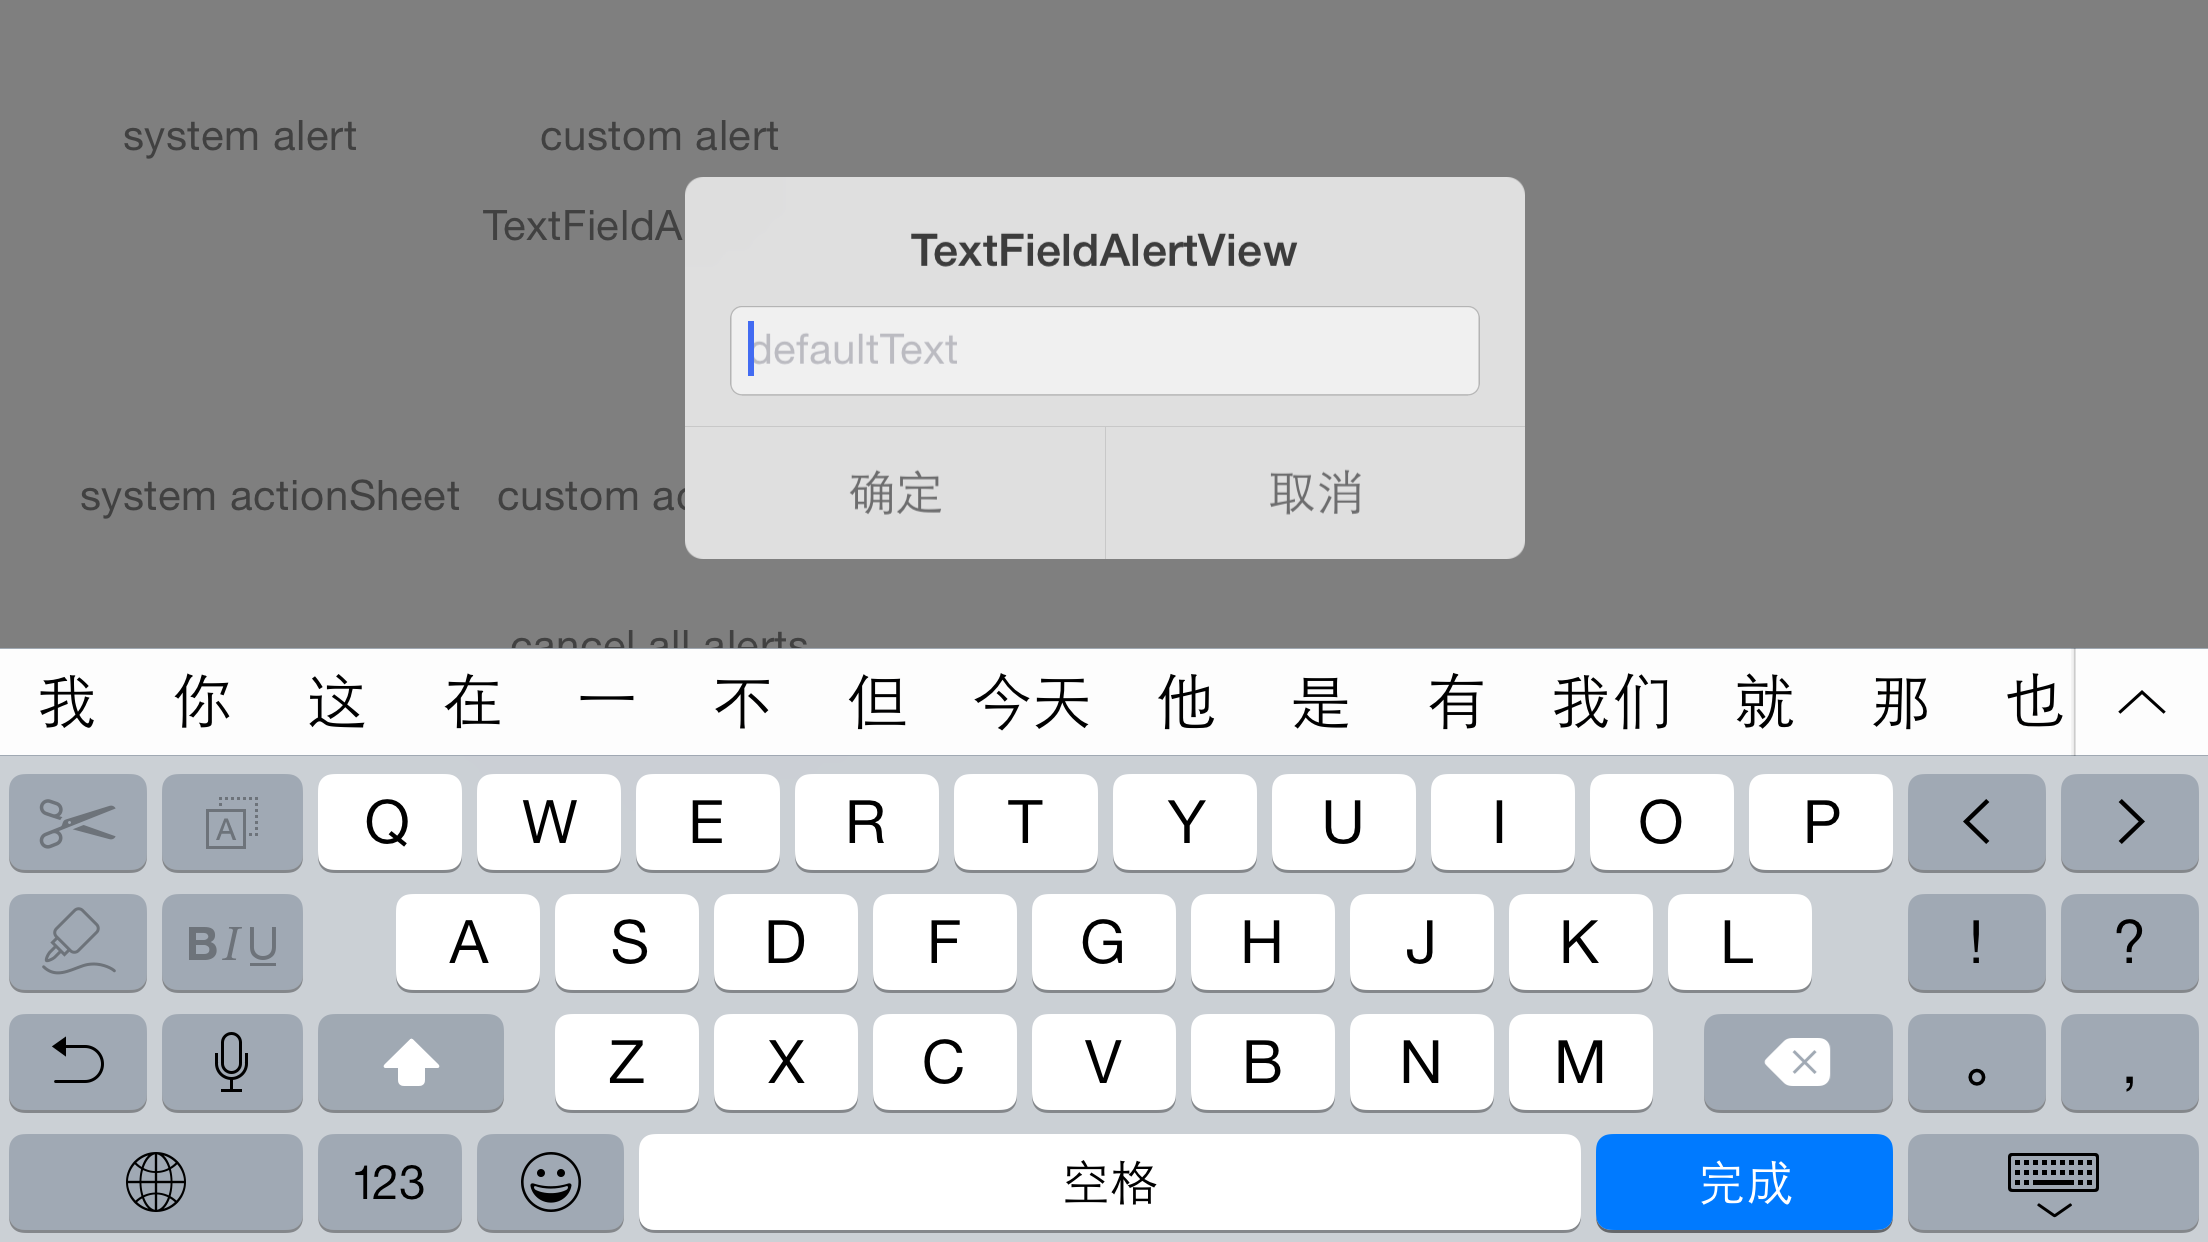 system alert custom alert
TextFieldA
TextFieldAlertView
defaultText
确定 取消
system actionSheet custom ac
cancel all alerts
我 你 这 在 一 不 但 今天 他 是 有 我们 就 那 也
A Q W E R T Y U I O P < >
B I U A S D F G H J K L ! ?
Z X C V B N M 。 ,
123 空格 完成